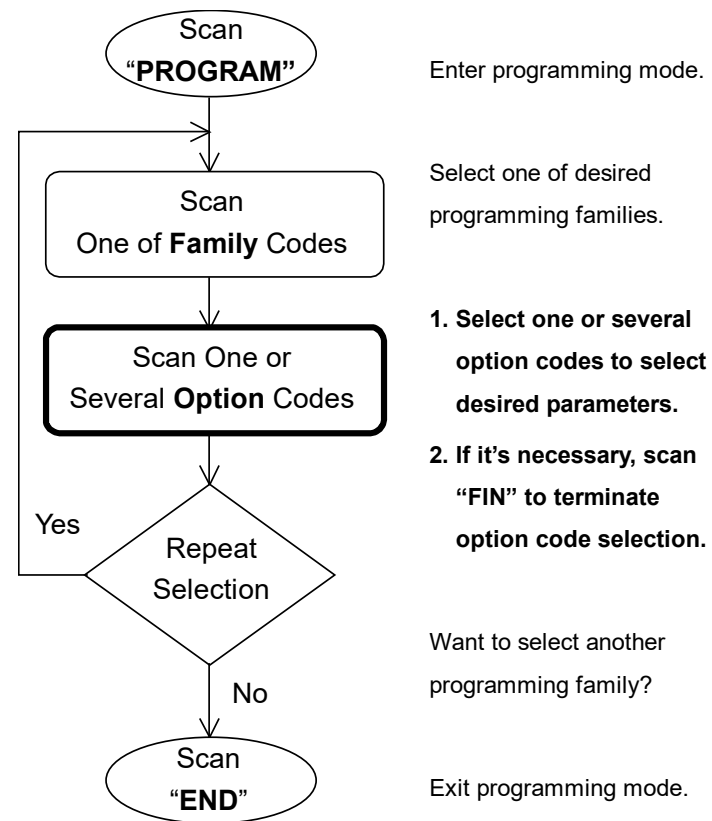 Scan
“PROGRAM”
Enter programming mode.
Scan
One of Family Codes
Select one of desired
programming families.
Scan One or
Several Option Codes
1. Select one or several
option codes to select
desired parameters.
2. If it’s necessary, scan
“FIN” to terminate
option code selection.
Yes
Repeat
Selection
Want to select another
programming family?
No
Scan
“END”
Exit programming mode.